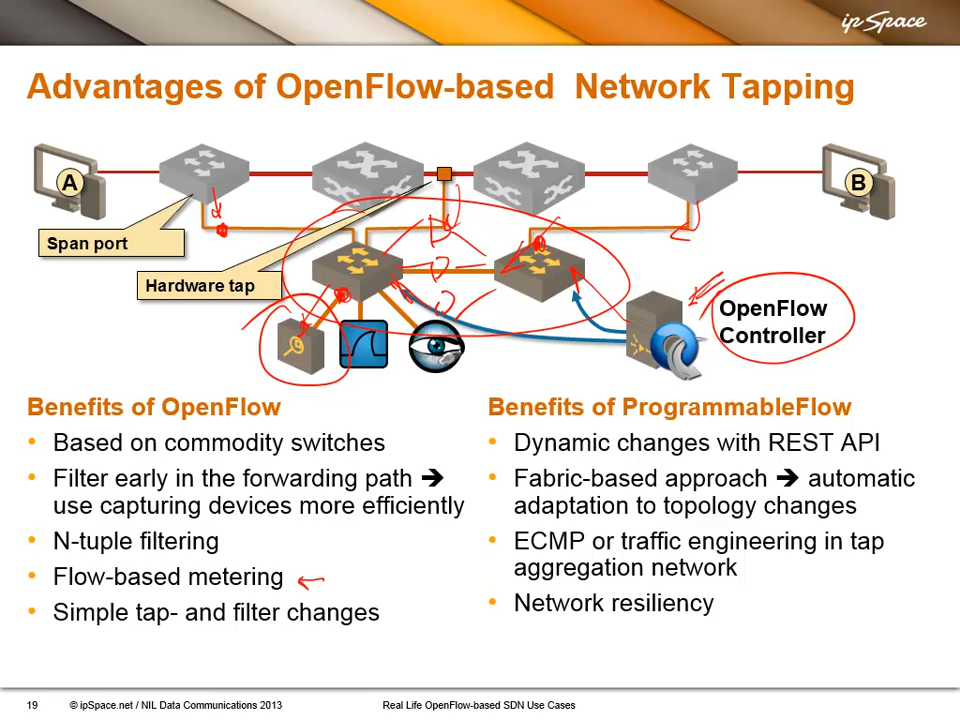 ipSpace
Advantages of OpenFlow-based Network Tapping
A
B
Span port
Hardware tap
OpenFlow
Controller
Benefits of OpenFlow
• Based on commodity switches
• Filter early in the forwarding path ➔
use capturing devices more efficiently
• N-tuple filtering
• Flow-based metering
• Simple tap- and filter changes
Benefits of ProgrammableFlow
• Dynamic changes with REST API
• Fabric-based approach ➔ automatic
adaptation to topology changes
• ECMP or traffic engineering in tap
aggregation network
• Network resiliency
19 © ipSpace.net / NIL Data Communications 2013 Real Life OpenFlow-based SDN Use Cases